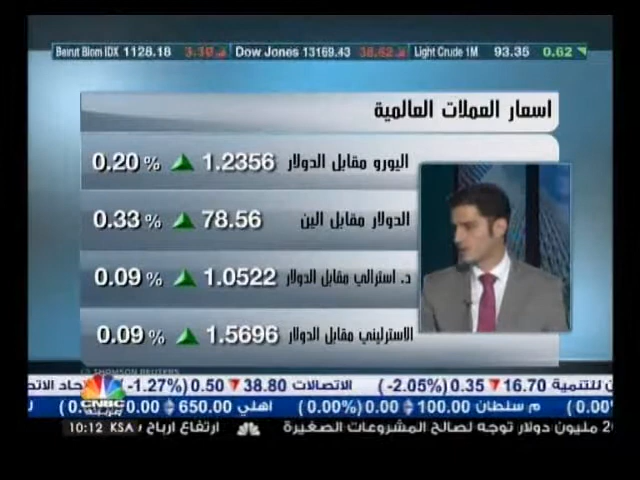 Beirut Blom IDX 1128.18 3.39 Dow Jones 13169.43 38.62 Light Crude 1M 93.35 0.62
اسعار العملات العالمية
اليورو مقابل الدولار 1.2356 0.20 %
الدولار مقابل الين 78.56 0.33 %
د. استرالي مقابل الدولار 1.0522 0.09 %
الاسترليني مقابل الدولار 1.5696 0.09 %
THOMSON REUTERS
ن للتنمية 16.70 0.35 (-2.05%) الاتصالات 38.80 0.50 (-1.27%)
CNBC
عربية
م سلطان 100.00 0.00 (0.00%) اهلي 650.00 0.00
مليون دولار توجه لصالح المشروعات الصغيرة ارتفاع ارباح
10:12 KSA